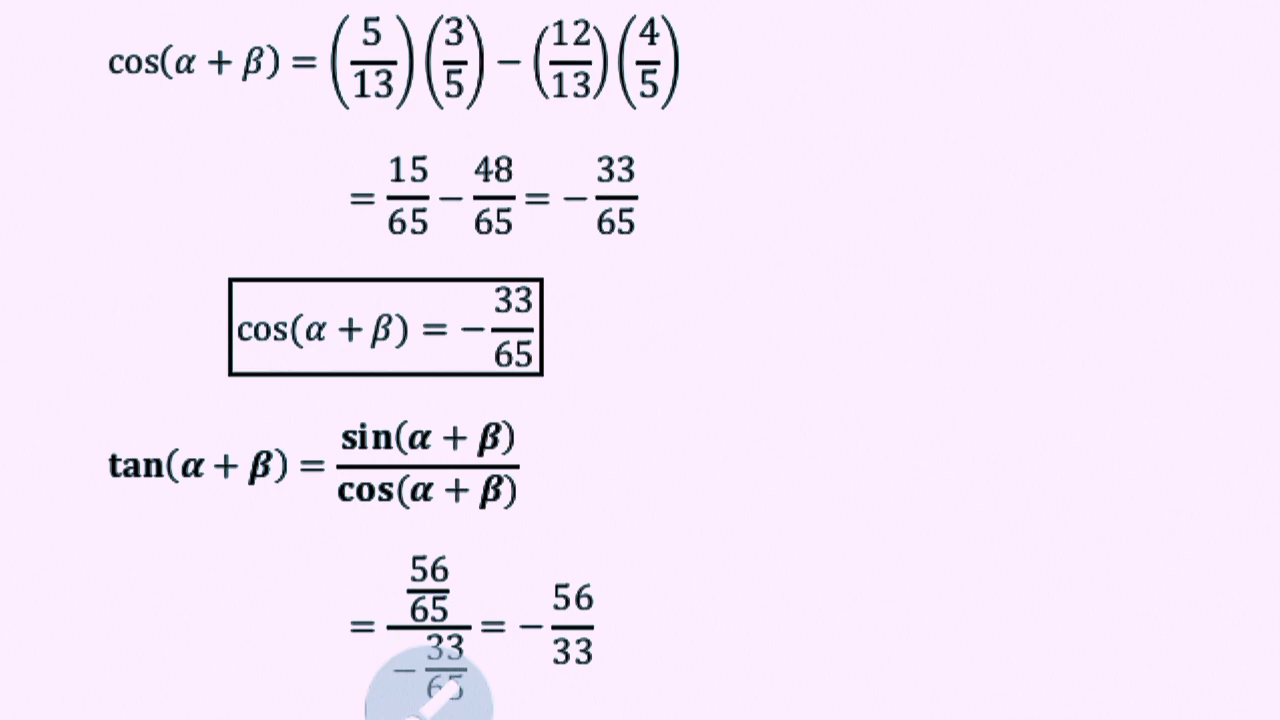 cos(α + β) = (5/13)(3/5) − (12/13)(4/5)
= 15/65 − 48/65 = − 33/65
cos(α + β) = − 33/65
tan(α + β) = sin(α + β)/cos(α + β)
= (56/65)/(− 33/65) = − 56/33